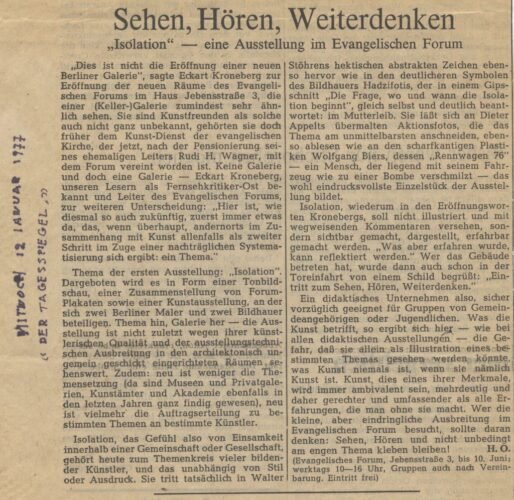 Sehen, Hören, Weiterdenken
„Isolation" — eine Ausstellung im Evangelischen Forum
„Dies ist nicht die Eröffnung einer neuen
Berliner Galerie", sagte Eckart Kroneberg zur
Eröffnung der neuen Räume des Evangeli-
schen Forums im Haus Jebensstraße 3, die
einer (Keller-)Galerie zumindest sehr ähn-
lich sehen. Sie sind Kunstfreunden als solche
auch nicht ganz unbekannt, gehörten sie doch
früher dem Kunst-Dienst der evangelischen
Kirche, der jetzt, nach der Pensionierung sei-
nes ehemaligen Leiters Rudi H. Wagner, mit
dem Forum vereint worden ist. Keine Galerie
und doch eine Galerie — Eckart Kroneberg,
unseren Lesern als Fernsehkritiker-Ost be-
kannt und Leiter des Evangelischen Forums,
zur weiteren Unterscheidung: „Hier ist, wie
diesmal so auch zukünftig, zuerst immer etwas
da, das, wenn überhaupt, andernorts im Zu-
sammenhang mit Kunst allenfalls als zweiter
Schritt im Zuge einer nachträglichen Systema-
tisierung sich ergibt: ein Thema."
Thema der ersten Ausstellung: „Isolation".
Dargeboten wird es in Form einer Tonbild-
schau, einer Zusammenstellung von Forum-
Plakaten sowie einer Kunstausstellung, an der
sich zwei Berliner Maler und zwei Bildhauer
beteiligen. Thema hin, Galerie her — die Aus-
stellung ist nicht zuletzt wegen ihrer künst-
lerischen Qualität und der ausstellungstechni-
schen Ausbreitung in den architektonisch un-
gemein geschickt eingerichteten Räumen se-
henswert. Zudem: neu ist weniger die The-
mensetzung (da sind Museen und Privatgale-
rien, Kunstämter und Akademie ebenfalls in
den letzten Jahren ganz findig gewesen), neu
ist vielmehr die Auftragserteilung zu be-
stimmten Themen an bestimmte Künstler.
Isolation, das Gefühl also von Einsamkeit
innerhalb einer Gemeinschaft oder Gesellschaft,
gehört heute zum Themenkreis vieler bilden-
der Künstler, und das unabhängig von Stil
oder Ausdruck. Sie tritt tatsächlich in Walter
Störhens hektischen abstrakten Zeichen eben-
so hervor wie in den deutlicheren Symbolen
des Bildhauers Hadzifotis, der in einem Gips-
schnitt „Die Frage, wo und wann die Isola-
tion beginnt", gleich selbst und deutlich beant-
wortet: im Mutterleib. Sie läßt sich an Dieter
Appelts übermalten Aktionsfotos, die das
Thema am unmittelbarsten anschneiden, eben-
so ablesen wie an den scharfkantigen Plasti-
ken Wolfgang Biers, dessen „Rennwagen 76"
— ein Mensch, der liegend mit seinem Fahr-
zeug wie zu einer Bombe verschmilzt — das
wohl eindrucksvollste Einzelstück der Ausstel-
lung bildet.
Isolation, wiederum in den Eröffnungswor-
ten Kronebergs, soll nicht illustriert und mit
wegweisenden Kommentaren versehen, son-
dern sichtbar gemacht, dargestellt, erfahrbar
gemacht werden. „Was aber erfahren wurde,
kann reflektiert werden." Wer das Gebäude
betreten hat, wurde dann auch schon in der
Toreinfahrt von einem Schild begrüßt: „Ein-
tritt zum Sehen, Hören, Weiterdenken."
Ein didaktisches Unternehmen also, sicher
vorzüglich geeignet für Gruppen von Gemein-
deangehörigen oder Jugendlichen. Was die
Kunst betrifft, so ergibt sich hier — wie bei
allen didaktischen Ausstellungen — die Ge-
fahr, daß sie allein als Illustration eines be-
stimmten Themas gesehen werden könnte,
was Kunst niemals ist, wenn sie nämlich
Kunst ist. Kunst, dies eines ihrer Merkmale,
wird immer ambivalent sein, mehrdeutig und
daher gerechter und umfassender als alle Er-
fahrungen, die man ohne sie macht. Wer die
kleine, aber eindringliche Ausbreitung im
Evangelischen Forum besucht, sollte daran
denken: Sehen, Hören und nicht unbedingt
am engen Thema kleben bleiben! H. O.
(Evangelisches Forum, Jebensstraße 3, bis 10. Juni;
werktags 10—16 Uhr, Gruppen auch nach Verein-
barung. Eintritt frei)
MITTWOCH 12 JANUAR 1977
„DER TAGESSPIEGEL"